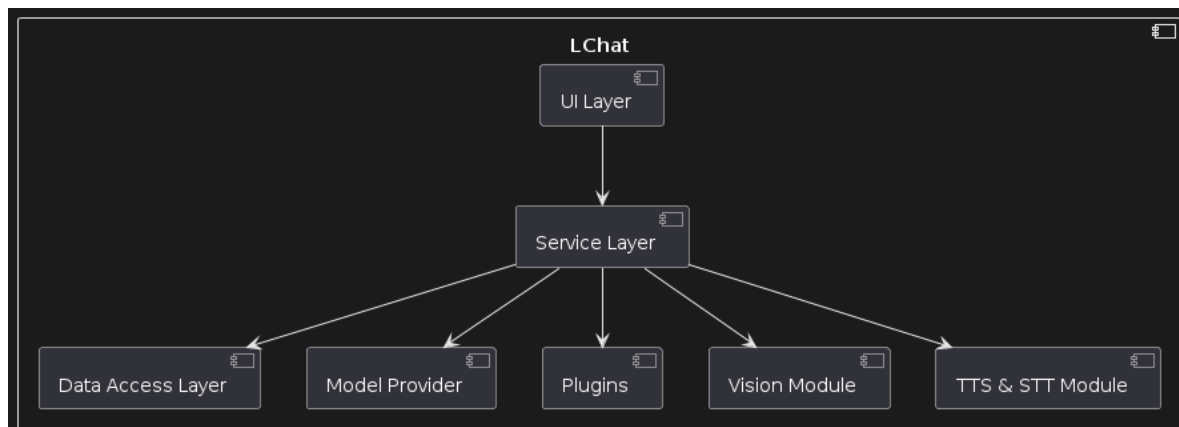 LChat
UI Layer
Service Layer
Data Access Layer
Model Provider
Plugins
Vision Module
TTS & STT Module